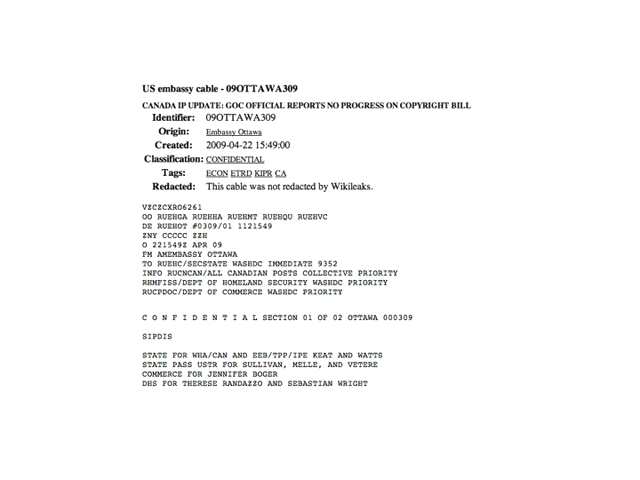 US embassy cable - 09OTTAWA309
CANADA IP UPDATE: GOC OFFICIAL REPORTS NO PROGRESS ON COPYRIGHT BILL
Identifier: 09OTTAWA309
Origin: Embassy Ottawa
Created: 2009-04-22 15:49:00
Classification: CONFIDENTIAL
Tags: ECON ETRD KIPR CA
Redacted: This cable was not redacted by Wikileaks.
VZCZCXRO6261
OO RUEHGA RUEHHA RUEHMT RUEHQU RUEHVC
DE RUEHOT #0309/01 1121549
ZNY CCCCC ZZH
O 221549Z APR 09
FM AMEMBASSY OTTAWA
TO RUEHC/SECSTATE WASHDC IMMEDIATE 9352
INFO RUCNCAN/ALL CANADIAN POSTS COLLECTIVE PRIORITY
RHMFISS/DEPT OF HOMELAND SECURITY WASHDC PRIORITY
RUCPDOC/DEPT OF COMMERCE WASHDC PRIORITY
C O N F I D E N T I A L SECTION 01 OF 02 OTTAWA 000309
SIPDIS
STATE FOR WHA/CAN AND EEB/TPP/IPE KEAT AND WATTS
STATE PASS USTR FOR SULLIVAN, MELLE, AND VETERE
COMMERCE FOR JENNIFER BOGER
DHS FOR THERESE RANDAZZO AND SEBASTIAN WRIGHT